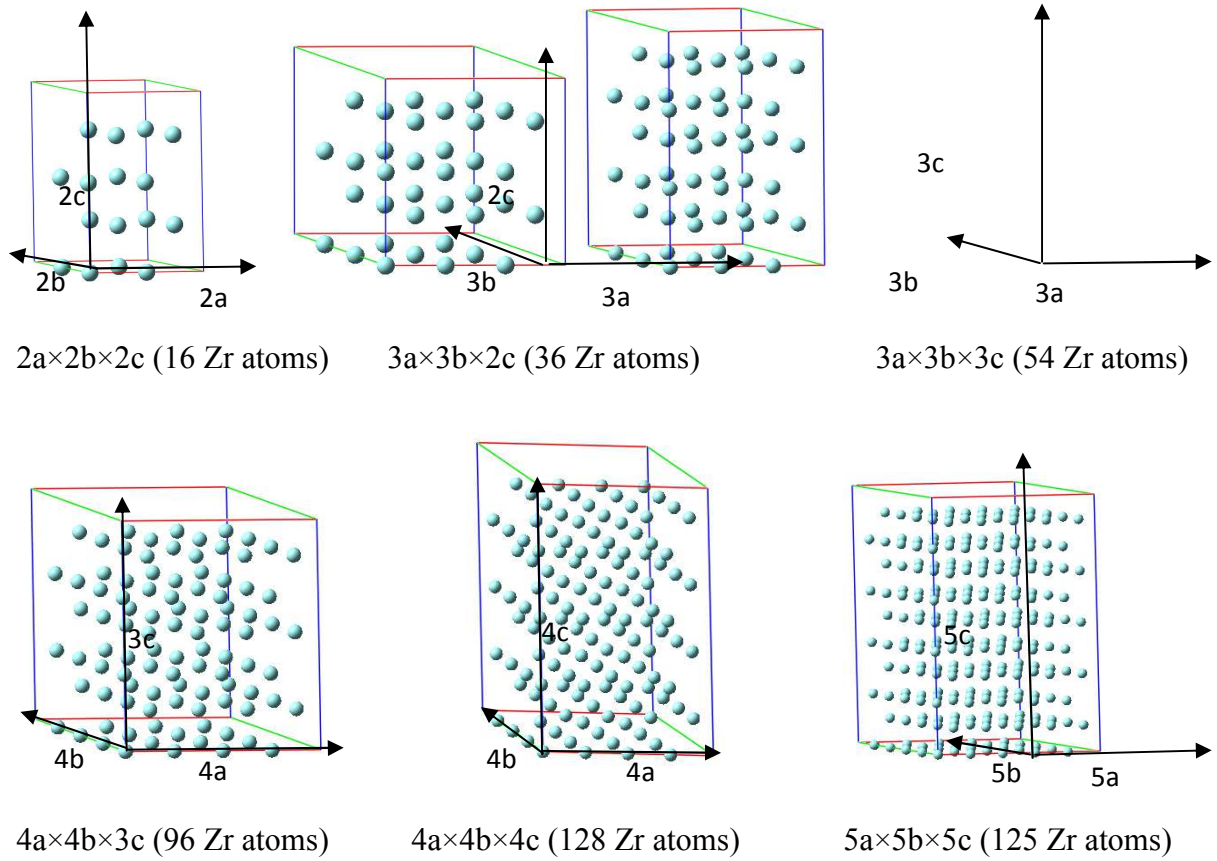 2c
2b
2a
2c
3b
3a
3c
3b
3a
2a×2b×2c (16 Zr atoms)
3a×3b×2c (36 Zr atoms)
3a×3b×3c (54 Zr atoms)
3c
4b
4a
4c
4b
4a
5c
5b
5a
4a×4b×3c (96 Zr atoms)
4a×4b×4c (128 Zr atoms)
5a×5b×5c (125 Zr atoms)